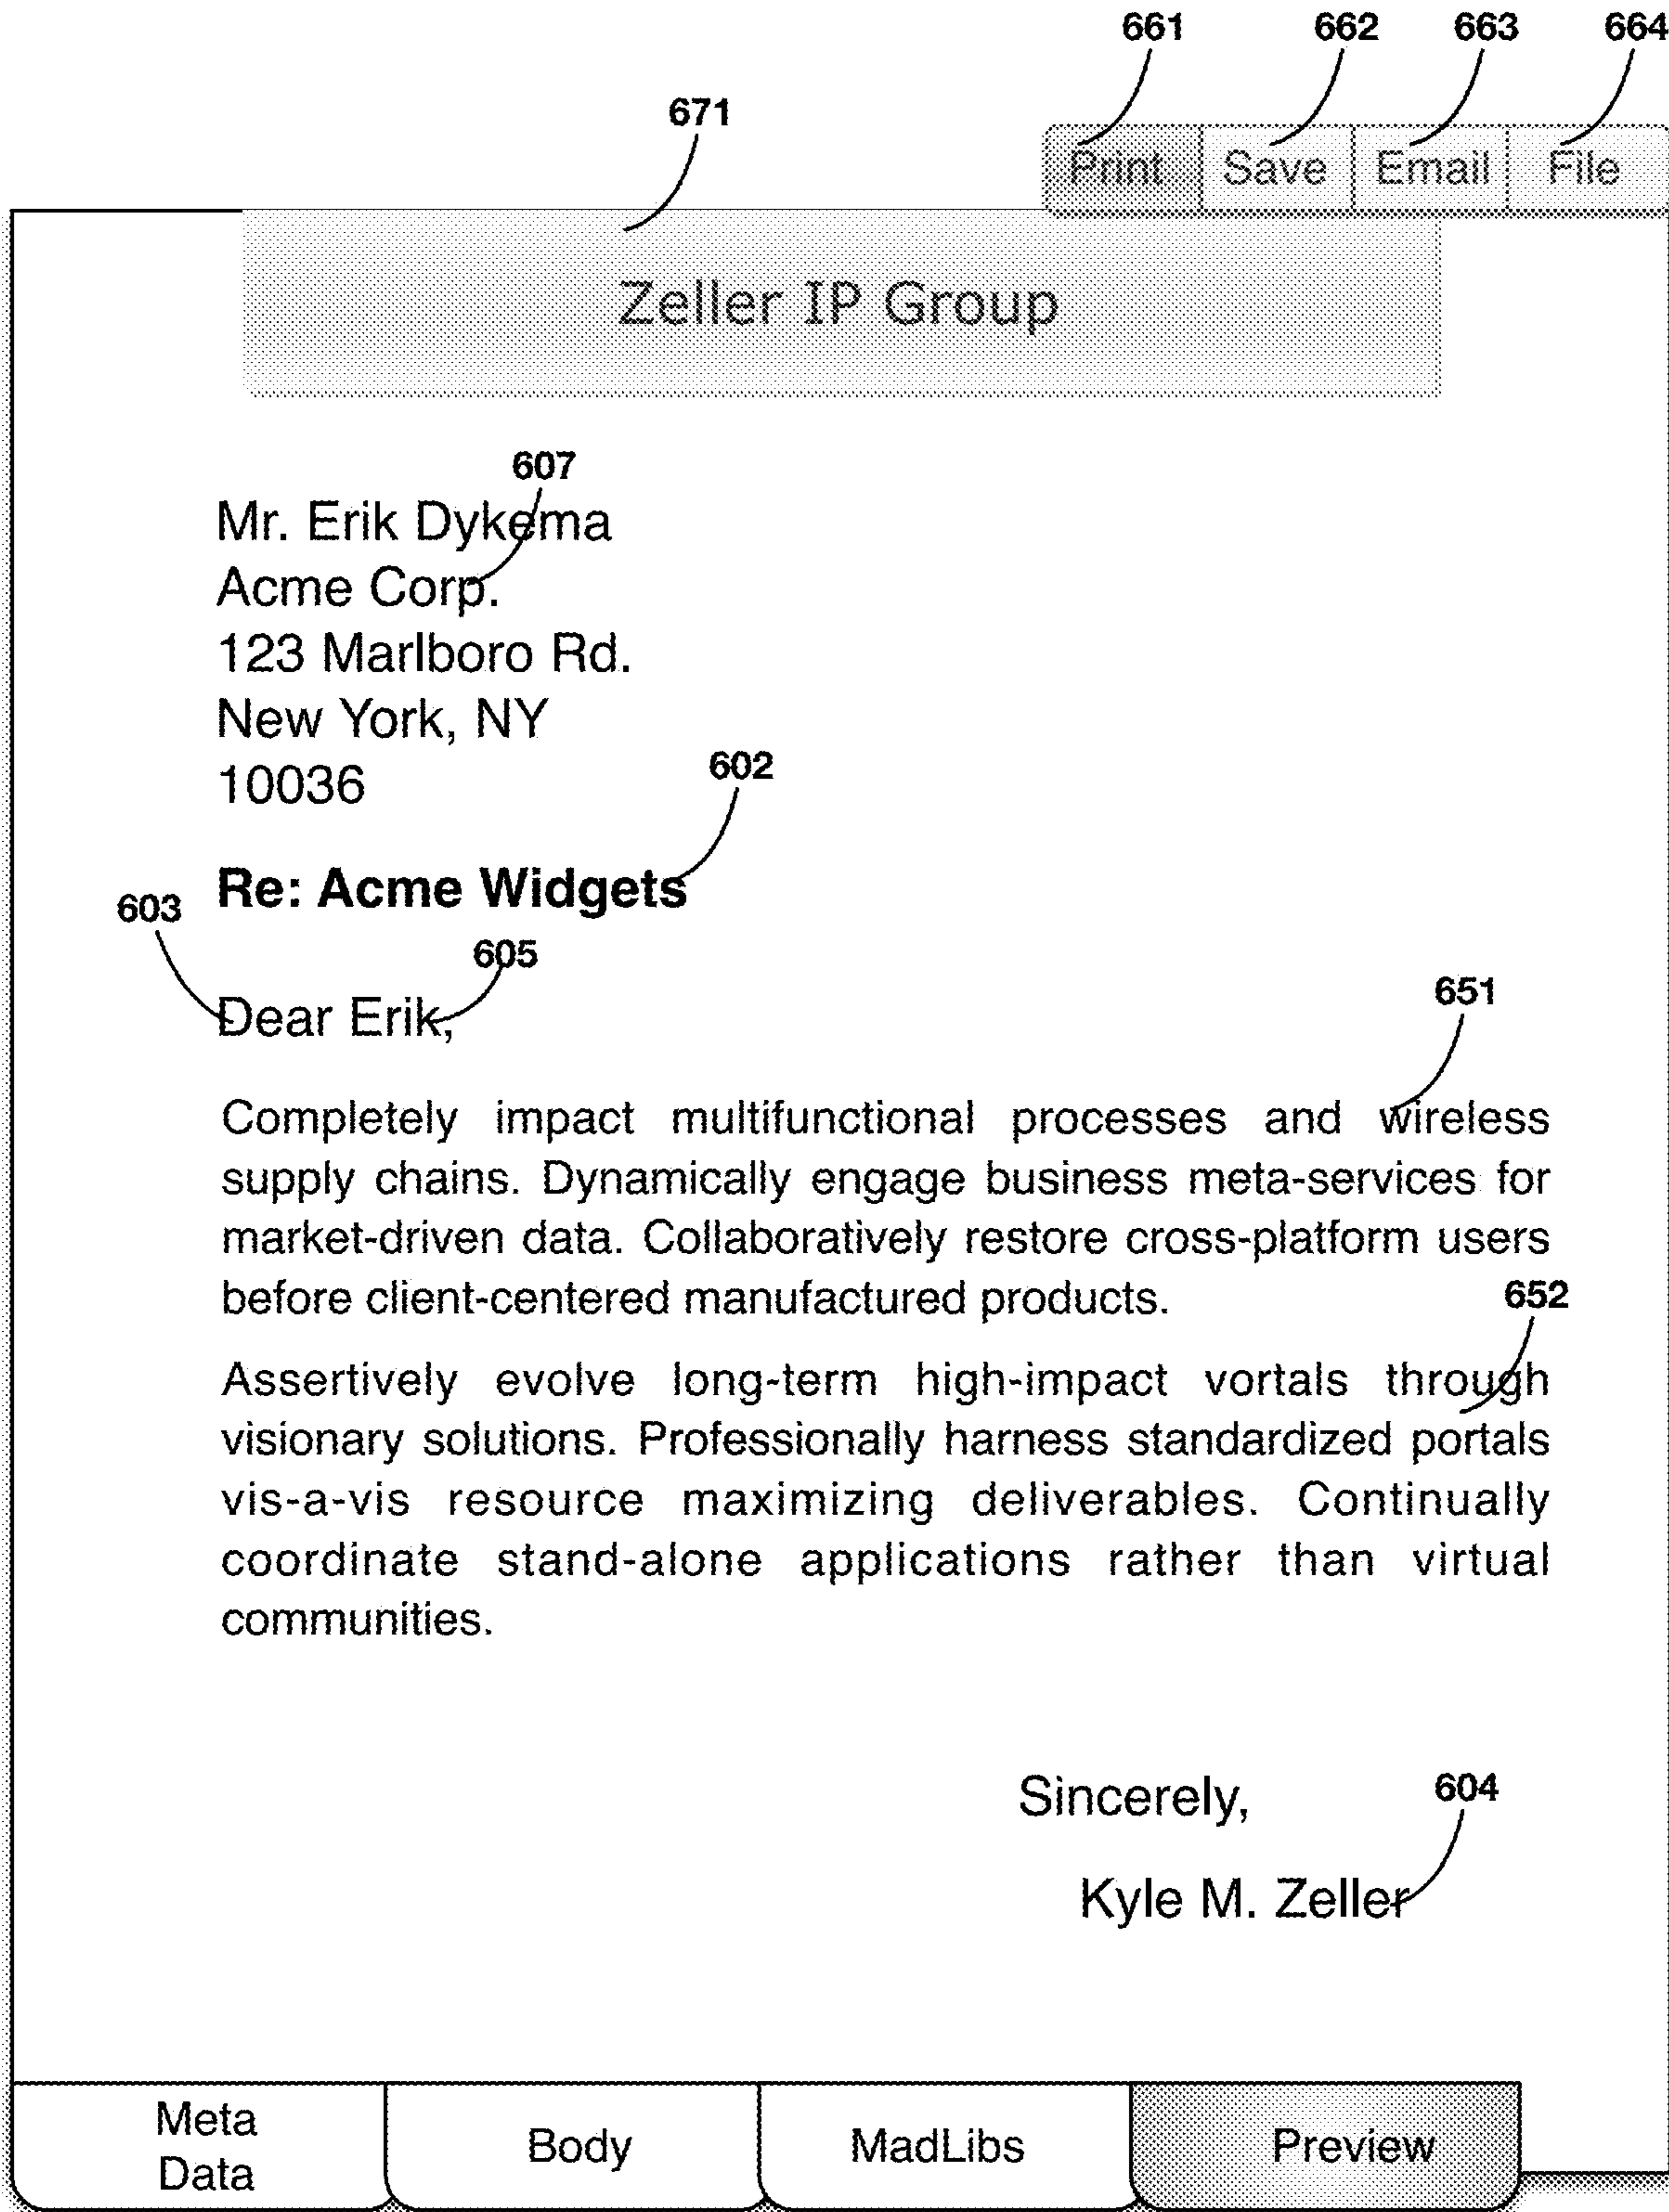 661 662 663 664
671
Print Save Email File
Zeller IP Group
607
Mr. Erik Dykema
Acme Corp.
123 Marlboro Rd.
New York, NY
602
10036
Re: Acme Widgets
603
605
Dear Erik,
651
Completely impact multifunctional processes and wireless
supply chains. Dynamically engage business meta-services for
market-driven data. Collaboratively restore cross-platform users
before client-centered manufactured products.
652
Assertively evolve long-term high-impact vortals through
visionary solutions. Professionally harness standardized portals
vis-a-vis resource maximizing deliverables. Continually
coordinate stand-alone applications rather than virtual
communities.
Sincerely,
604
Kyle M. Zeller
Meta
Data
Body
MadLibs
Preview